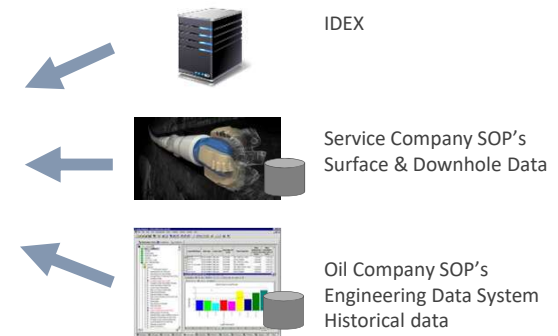 IDEX
Service Company SOP's
Surface & Downhole Data
Oil Company SOP's
Engineering Data System
Historical data